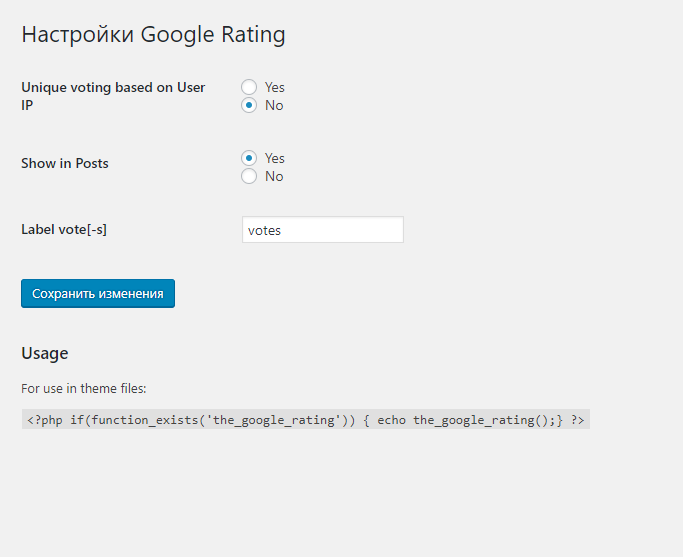 Настройки Google Rating
Unique voting based on User
IP
Yes
No
Show in Posts
Yes
No
Label vote[-s]
votes
Сохранить изменения
Usage
For use in theme files:
<?php if(function_exists('the_google_rating')) { echo the_google_rating();} ?>